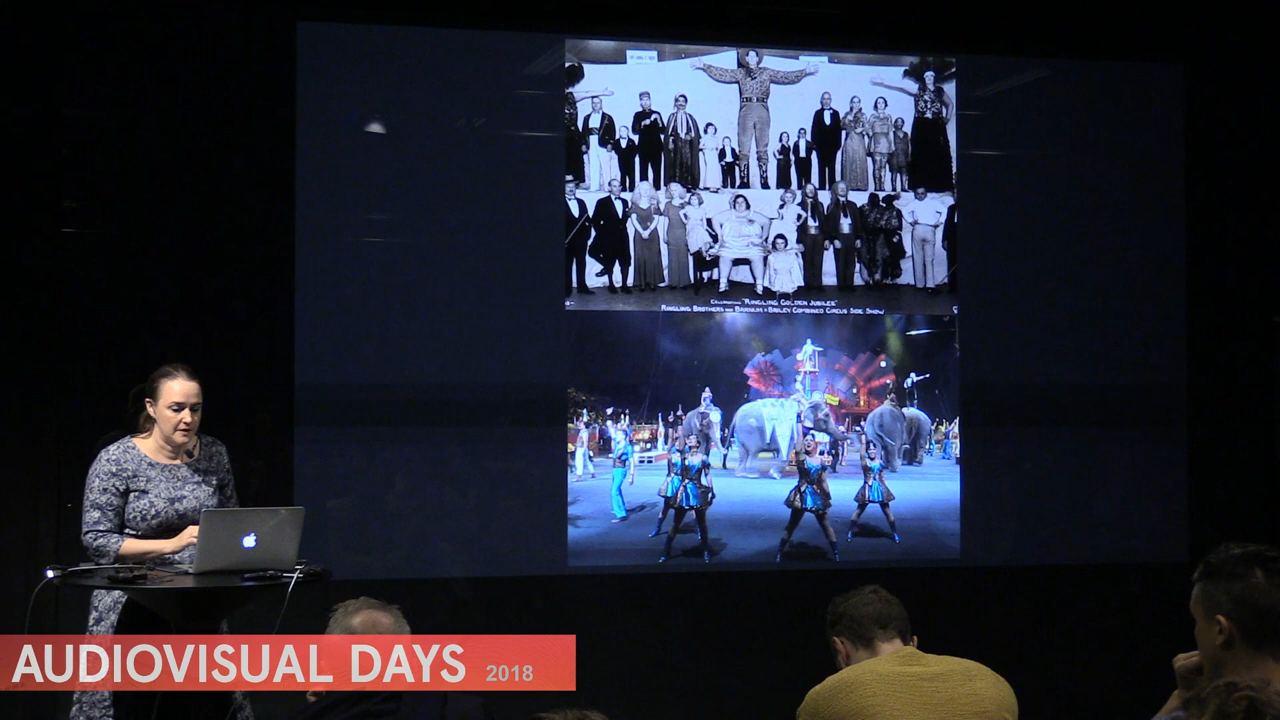 CELEBRATING "RINGLING GOLDEN JUBILEE"
RINGLING BROTHERS AND BARNUM & BAILEY COMBINED CIRCUS SIDE SHOW
AUDIOVISUAL DAYS 2018